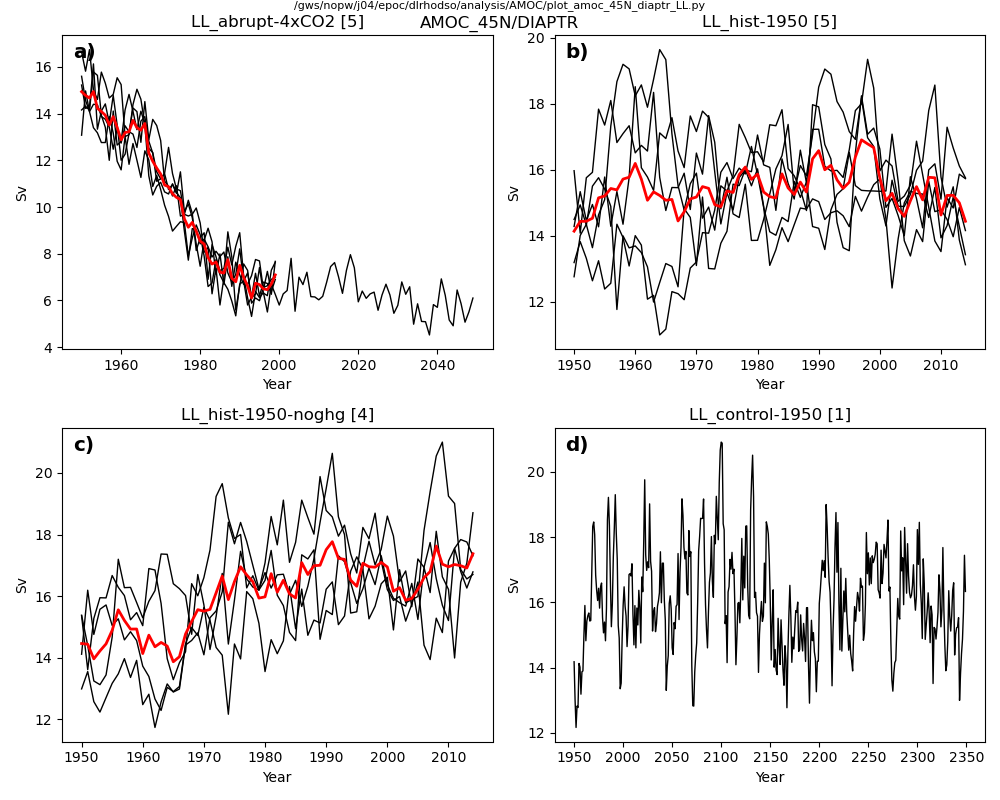 /gws/nopw/j04/epoc/dlrhodso/analysis/AMOC/plot_amoc_45N_diaptr_LL.py
LL_abrupt-4xCO2 [5] AMOC_45N/DIAPTR LL_hist-1950 [5]
a)
16
14
12
10
8
6
4
Sv
1960 1980 2000 2020 2040
Year
b)
20
18
16
14
12
Sv
1950 1960 1970 1980 1990 2000 2010
Year
LL_hist-1950-noghg [4]
c)
20
18
16
14
12
Sv
1950 1960 1970 1980 1990 2000 2010
Year
LL_control-1950 [1]
d)
20
18
16
14
12
Sv
1950 2000 2050 2100 2150 2200 2250 2300 2350
Year